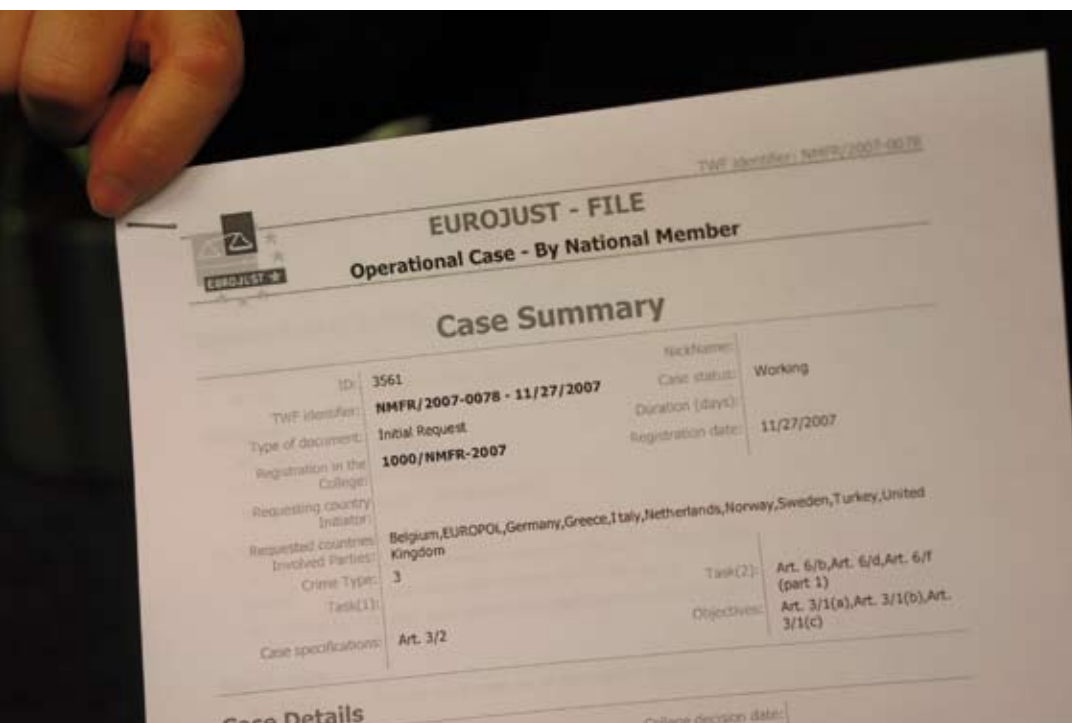 TWF identifier: NMFR/2007-0078
EUROJUST - FILE
Operational Case - By National Member
EUROJUST
Case Summary
ID: 3561
NickName:
TWF identifier: NMFR/2007-0078 - 11/27/2007
Case status: Working
Type of document: Initial Request
Duration (days):
Registration in the College: 1000/NMFR-2007
Registration date: 11/27/2007
Requesting country Initiator:
Requested countries Involved Parties: Belgium,EUROPOL,Germany,Greece,Italy,Netherlands,Norway,Sweden,Turkey,United
Kingdom
Crime Type: 3
Task(1):
Task(2): Art. 6/b,Art. 6/d,Art. 6/f
(part 1)
Case specifications: Art. 3/2
Objectives: Art. 3/1(a),Art. 3/1(b),Art.
3/1(c)
Case Details
College decision date: